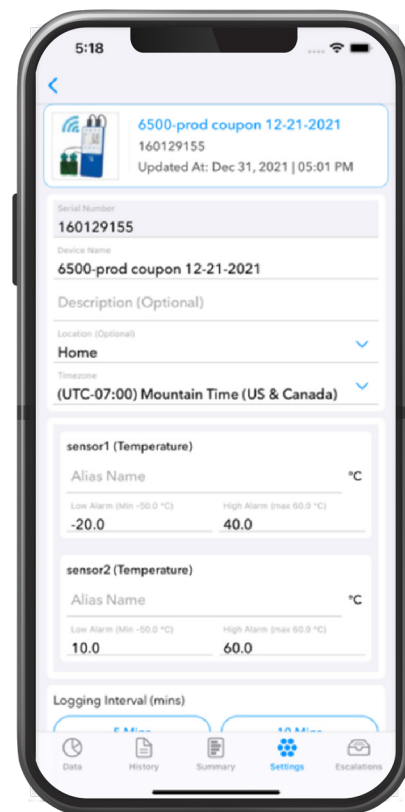 5:18
6500-prod coupon 12-21-2021
160129155
Updated At: Dec 31, 2021 | 05:01 PM
Serial Number
160129155
Device Name
6500-prod coupon 12-21-2021
Description (Optional)
Location (Optional)
Home
Timezone
(UTC-07:00) Mountain Time (US & Canada)
sensor1 (Temperature)
Alias Name °C
Low Alarm (Min -50.0 °C) High Alarm (max 60.0 °C)
-20.0 40.0
sensor2 (Temperature)
Alias Name °C
Low Alarm (Min -50.0 °C) High Alarm (max 60.0 °C)
10.0 60.0
Logging Interval (mins)
5 Mins 10 Mins
Data History Summary Settings Escalations